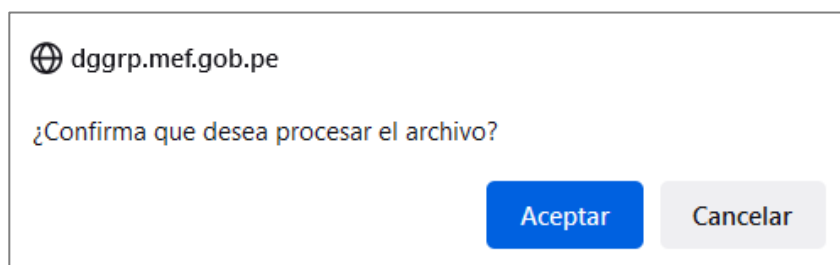 dggrp.mef.gob.pe
¿Confirma que desea procesar el archivo?
Aceptar Cancelar